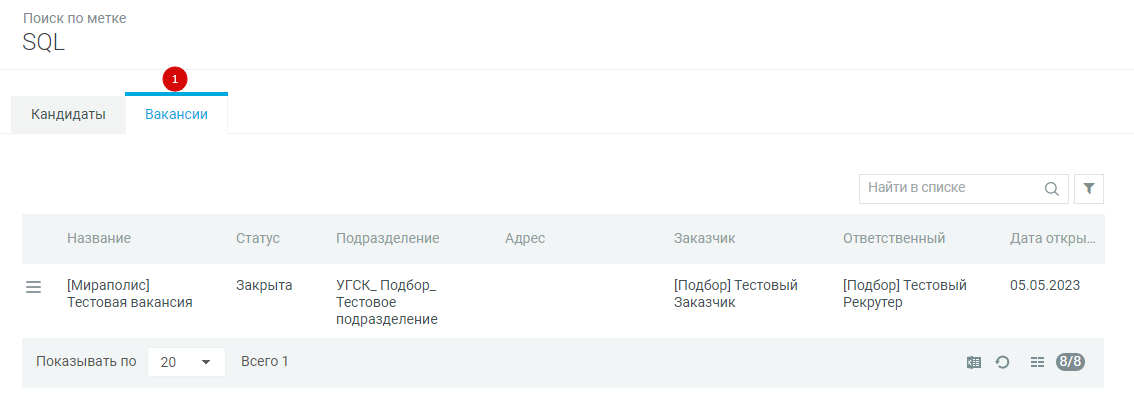 Поиск по метке
SQL
1
Кандидаты Вакансии
Найти в списке
Название Статус Подразделение Адрес Заказчик Ответственный Дата откры...
[Мираполис] Закрыта УГСК_ Подбор_ [Подбор] Тестовый [Подбор] Тестовый 05.05.2023
Тестовая вакансия Тестовое Заказчик Рекрутер
подразделение
Показывать по 20 Всего 1 8/8